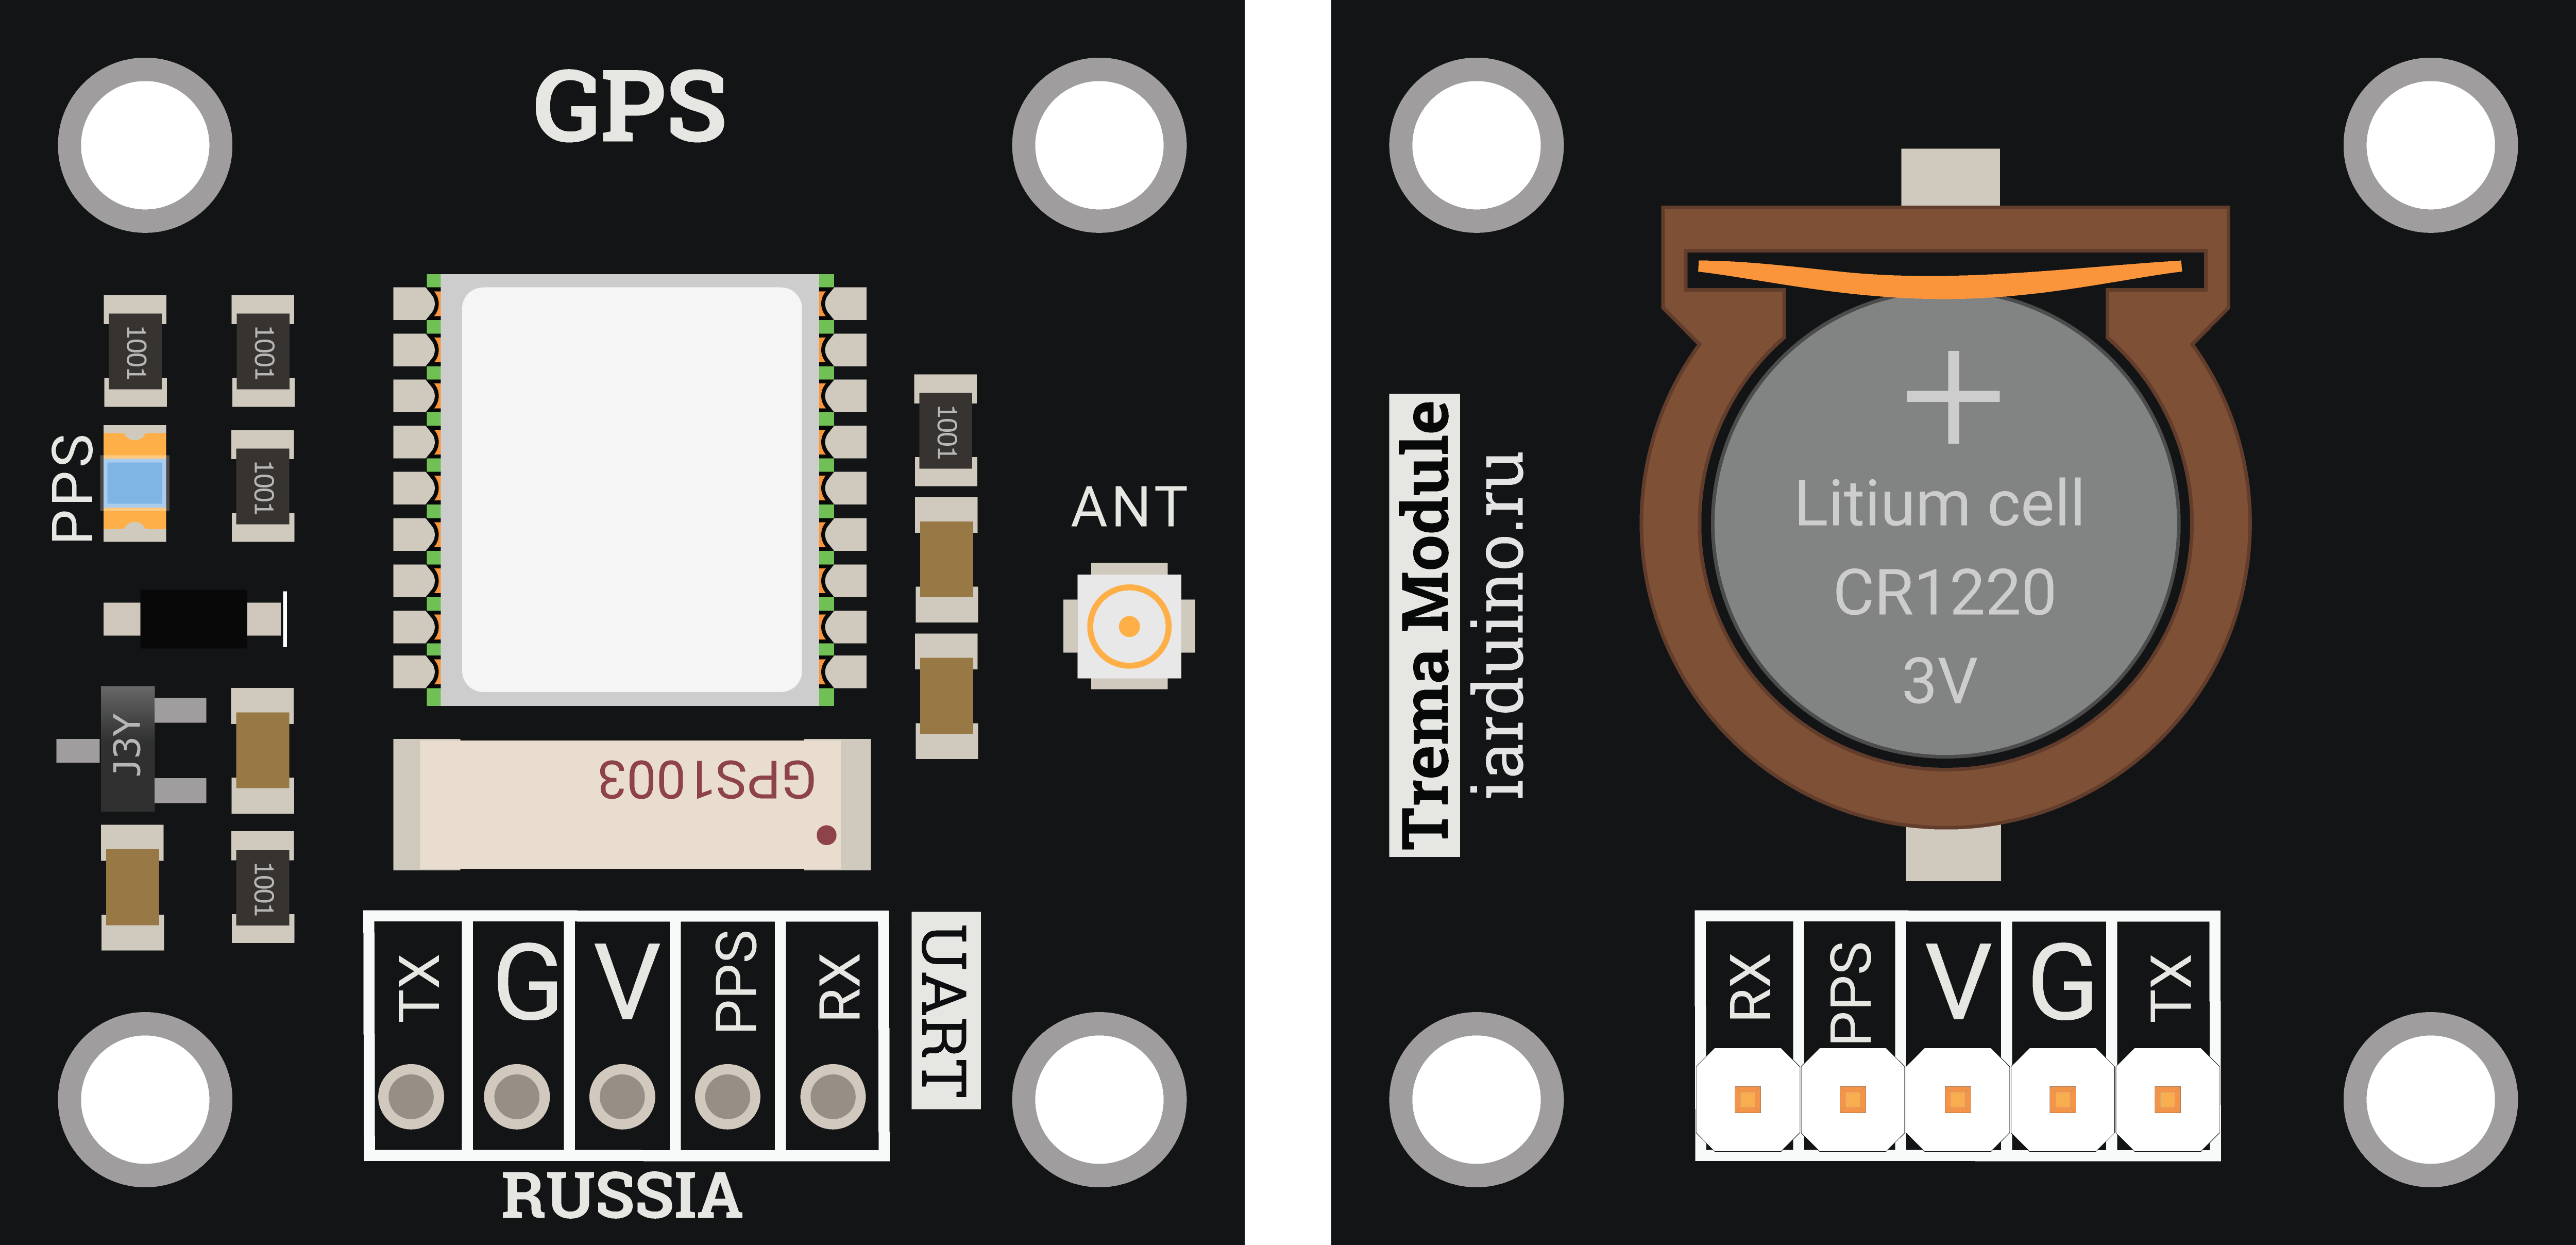 GPS
1001
1001
PPS
1001
1001
ANT
J3Y
1001
GPS1003
TX
G
V
PPS
RX
UART
RUSSIA
Trema Module
iarduino.ru
Litium cell
CR1220
3V
RX
PPS
V
G
TX